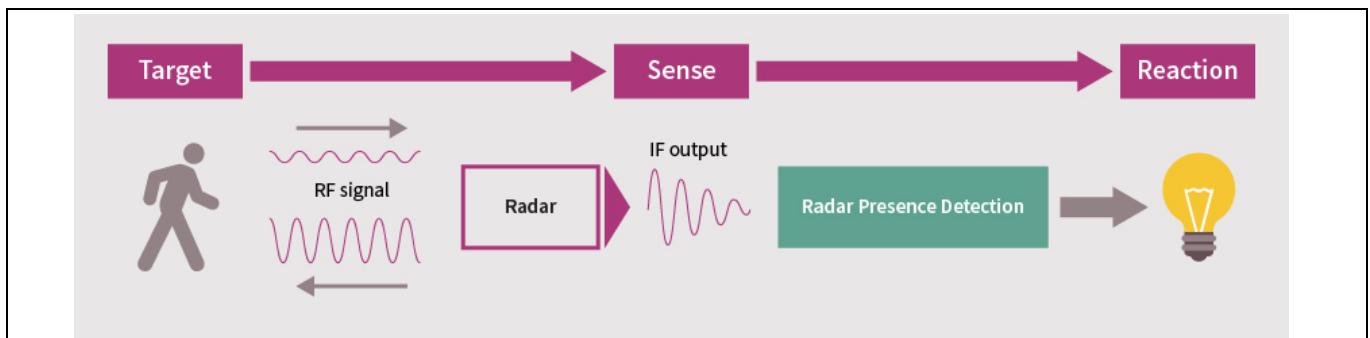 Target
Sense
Reaction
RF signal
Radar
IF output
Radar Presence Detection